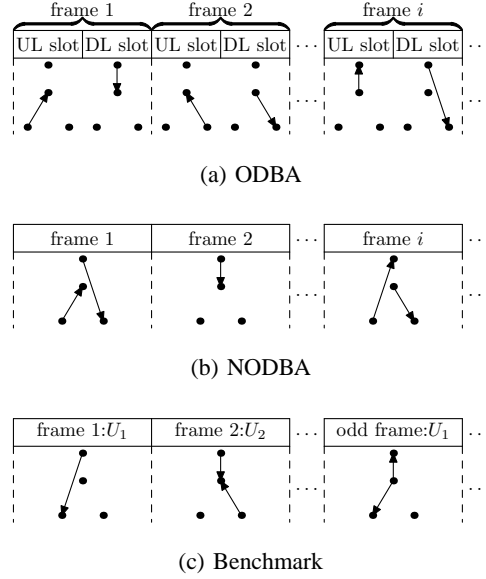 frame 1 frame 2 frame i
UL slot DL slot UL slot DL slot ··· UL slot DL slot ···
··· ···
(a) ODBA
frame 1 frame 2 ··· frame i ···
··· ···
(b) NODBA
frame 1:U₁ frame 2:U₂ ··· odd frame:U₁ ···
··· ···
(c) Benchmark